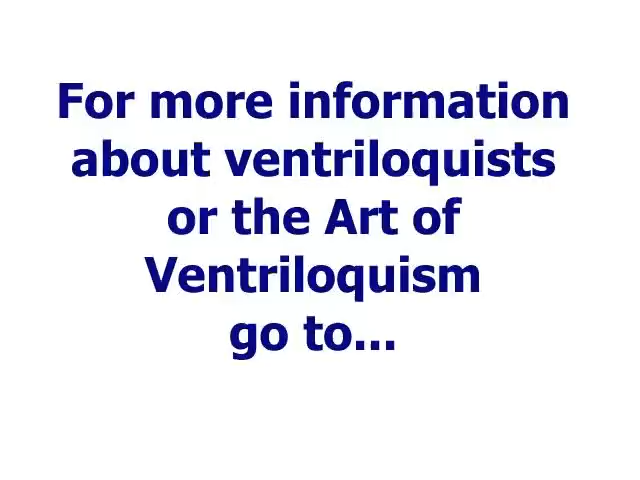 For more information
about ventriloquists
or the Art of
Ventriloquism
go to...